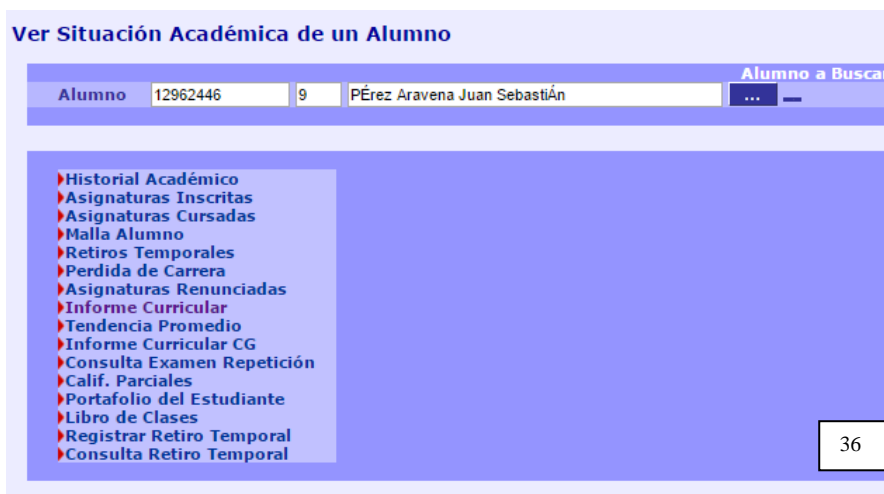 Ver Situación Académica de un Alumno
Alumno a Buscar
Alumno 12962446 9 PÉrez Aravena Juan SebastiÁn ...
Historial Académico
Asignaturas Inscritas
Asignaturas Cursadas
Malla Alumno
Retiros Temporales
Perdida de Carrera
Asignaturas Renunciadas
Informe Curricular
Tendencia Promedio
Informe Curricular CG
Consulta Examen Repetición
Calif. Parciales
Portafolio del Estudiante
Libro de Clases
Registrar Retiro Temporal
Consulta Retiro Temporal
36